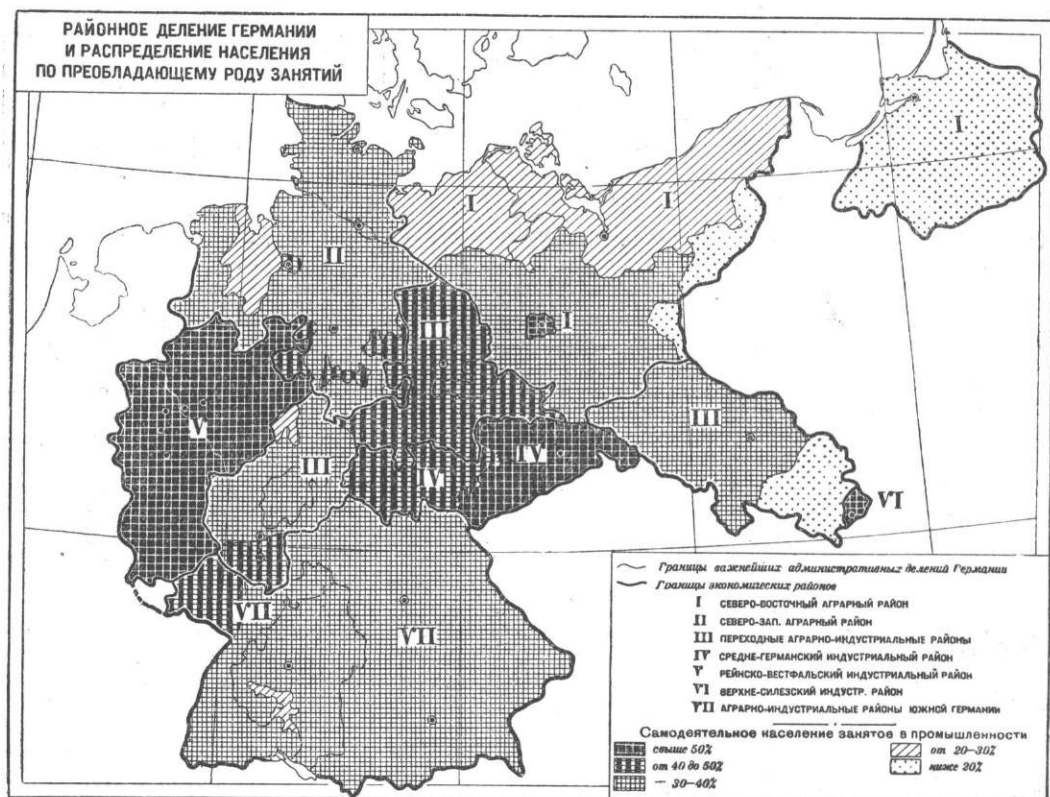 РАЙОННОЕ ДЕЛЕНИЕ ГЕРМАНИИ
И РАСПРЕДЕЛЕНИЕ НАСЕЛЕНИЯ
ПО ПРЕОБЛАДАЮЩЕМУ РОДУ ЗАНЯТИЙ
I
I
I
II
III
I
V
III
III
IV
IV
VI
VII
VII
Границы важнейших административных делений Германии
Границы экономических районов
I СЕВЕРО-ВОСТОЧНЫЙ АГРАРНЫЙ РАЙОН
II СЕВЕРО-ЗАП. АГРАРНЫЙ РАЙОН
III ПЕРЕХОДНЫЕ АГРАРНО-ИНДУСТРИАЛЬНЫЕ РАЙОНЫ
IV СРЕДНЕ-ГЕРМАНСКИЙ ИНДУСТРИАЛЬНЫЙ РАЙОН
V РЕЙНСКО-ВЕСТФАЛЬСКИЙ ИНДУСТРИАЛЬНЫЙ РАЙОН
VI ВЕРХНЕ-СИЛЕЗСКИЙ ИНДУСТР. РАЙОН
VII АГРАРНО-ИНДУСТРИАЛЬНЫЕ РАЙОНЫ ЮЖНОЙ ГЕРМАНИИ
Самодеятельное население занятое в промышленности
свыше 50%
от 40 до 50%
— 30—40%
от 20—30%
ниже 20%